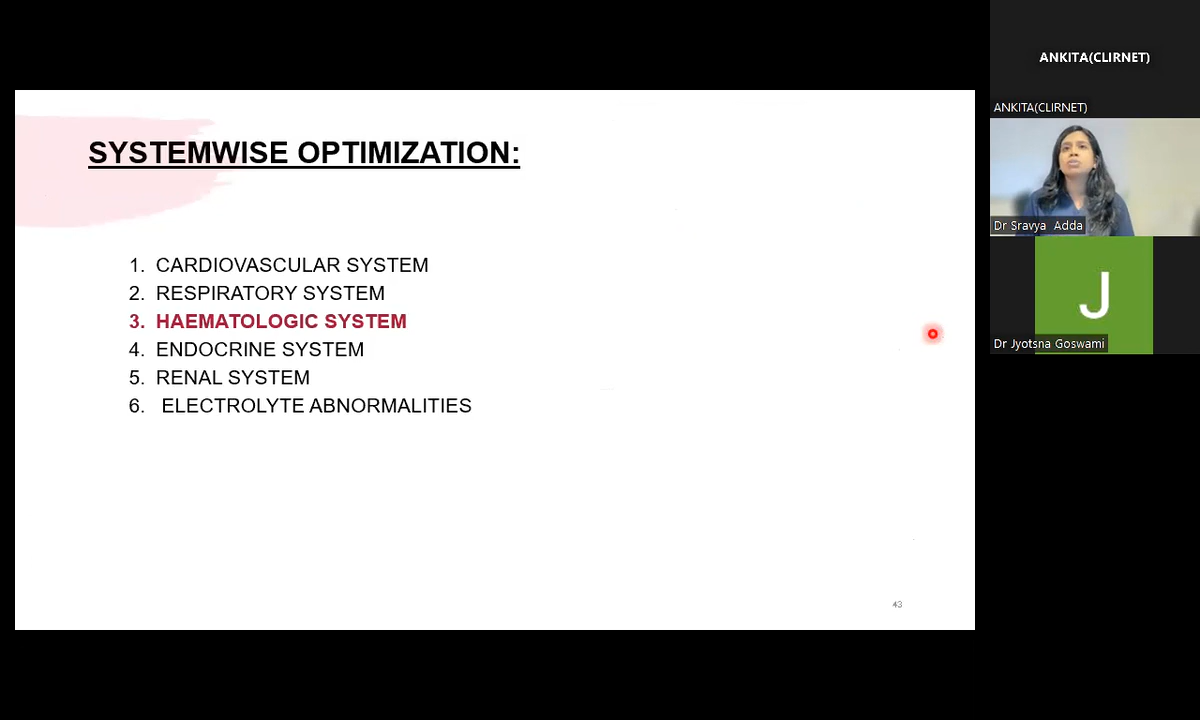 SYSTEMWISE OPTIMIZATION:
1. CARDIOVASCULAR SYSTEM
2. RESPIRATORY SYSTEM
3. HAEMATOLOGIC SYSTEM
4. ENDOCRINE SYSTEM
5. RENAL SYSTEM
6. ELECTROLYTE ABNORMALITIES
43
ANKITA(CLIRNET)
ANKITA(CLIRNET)
Dr Sravya Adda
J
Dr Jyotsna Goswami